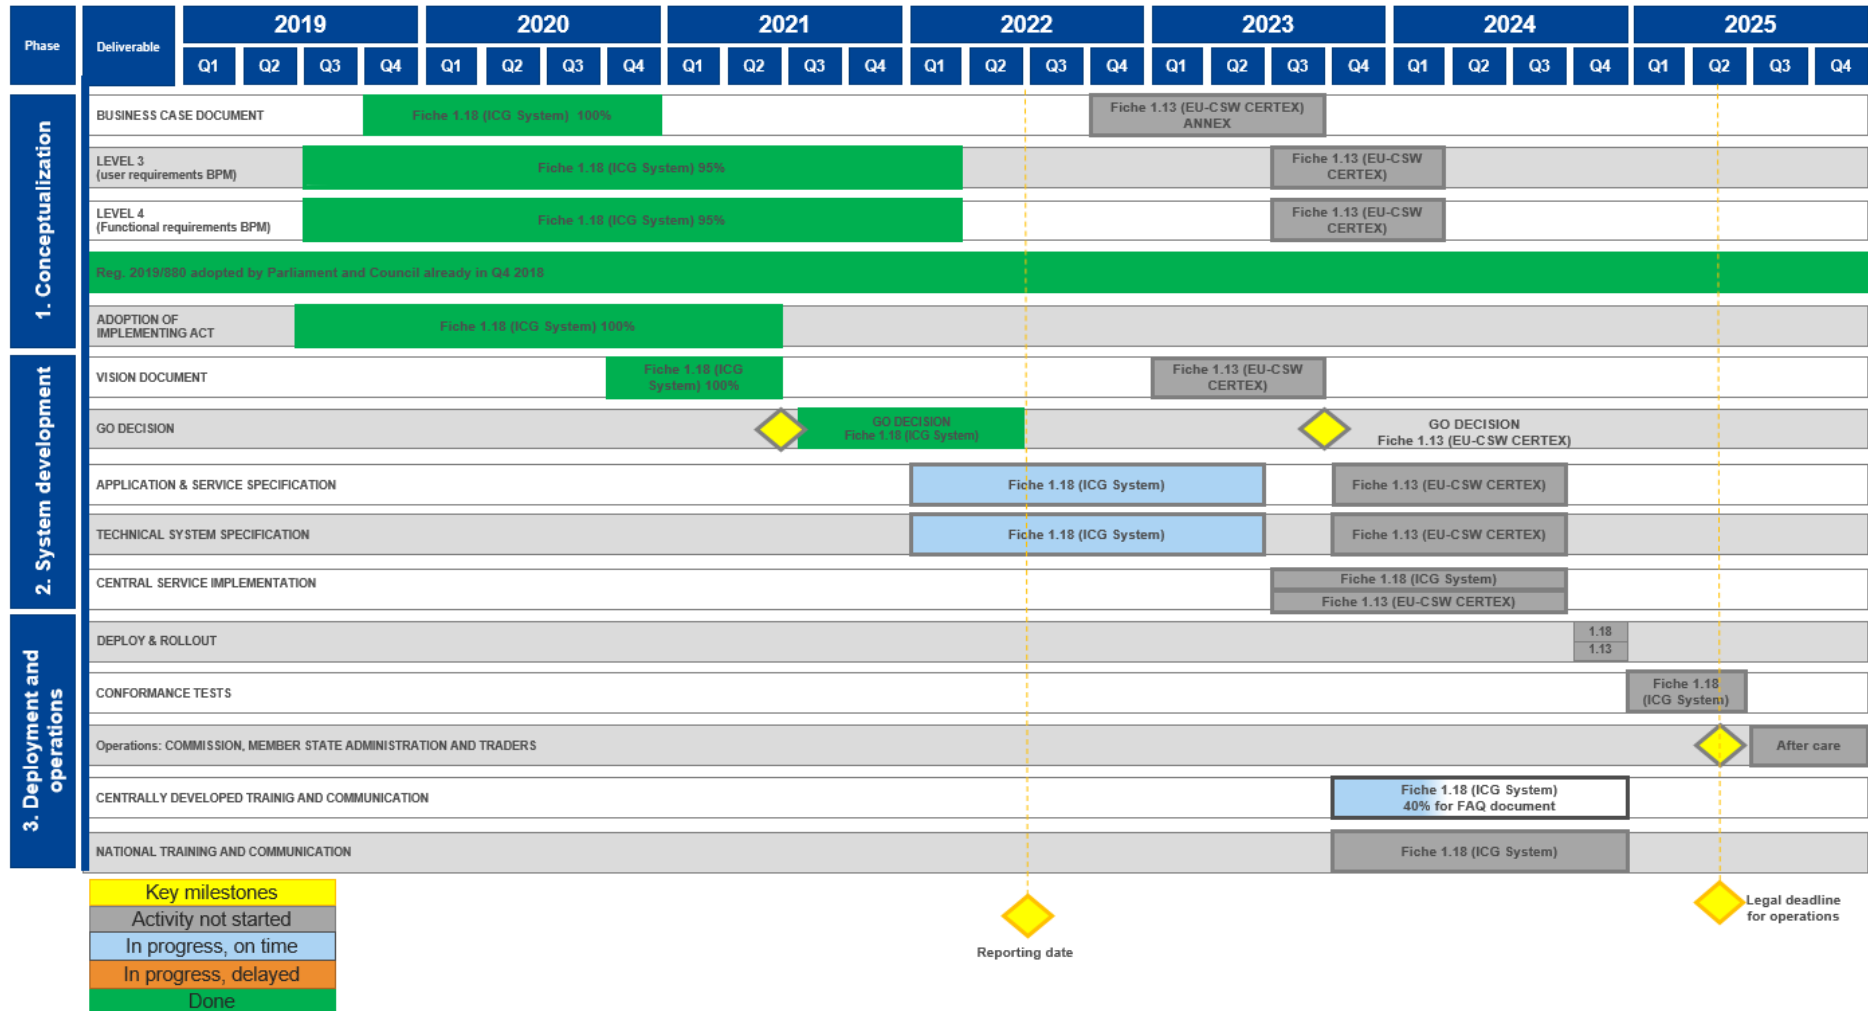 Phase
Deliverable
2019
2020
2021
2022
2023
2024
2025
Q1 Q2 Q3 Q4 Q1 Q2 Q3 Q4 Q1 Q2 Q3 Q4 Q1 Q2 Q3 Q4 Q1 Q2 Q3 Q4 Q1 Q2 Q3 Q4 Q1 Q2 Q3 Q4
1. Conceptualization
BUSINESS CASE DOCUMENT
Fiche 1.18 (ICG System) 100%
Fiche 1.13 (EU-CSW CERTEX)
ANNEX
LEVEL 3
(user requirements BPM)
Fiche 1.18 (ICG System) 95%
Fiche 1.13 (EU-CSW
CERTEX)
LEVEL 4
(Functional requirements BPM)
Fiche 1.18 (ICG System) 95%
Fiche 1.13 (EU-CSW
CERTEX)
Reg. 2019/880 adopted by Parliament and Council already in Q4 2018
ADOPTION OF
IMPLEMENTING ACT
Fiche 1.18 (ICG System) 100%
2. System development
VISION DOCUMENT
Fiche 1.18 (ICG
System) 100%
Fiche 1.13 (EU-CSW
CERTEX)
GO DECISION
GO DECISION
Fiche 1.18 (ICG System)
GO DECISION
Fiche 1.13 (EU-CSW CERTEX)
APPLICATION & SERVICE SPECIFICATION
Fiche 1.18 (ICG System)
Fiche 1.13 (EU-CSW CERTEX)
TECHNICAL SYSTEM SPECIFICATION
Fiche 1.18 (ICG System)
Fiche 1.13 (EU-CSW CERTEX)
CENTRAL SERVICE IMPLEMENTATION
Fiche 1.18 (ICG System)
Fiche 1.13 (EU-CSW CERTEX)
3. Deployment and
operations
DEPLOY & ROLLOUT
1.18
1.13
CONFORMANCE TESTS
Fiche 1.18
(ICG System)
Operations: COMMISSION, MEMBER STATE ADMINISTRATION AND TRADERS
After care
CENTRALLY DEVELOPED TRAINIG AND COMMUNICATION
Fiche 1.18 (ICG System)
40% for FAQ document
NATIONAL TRAINING AND COMMUNICATION
Fiche 1.18 (ICG System)
Key milestones
Activity not started
In progress, on time
In progress, delayed
Done
Reporting date
Legal deadline
for operations